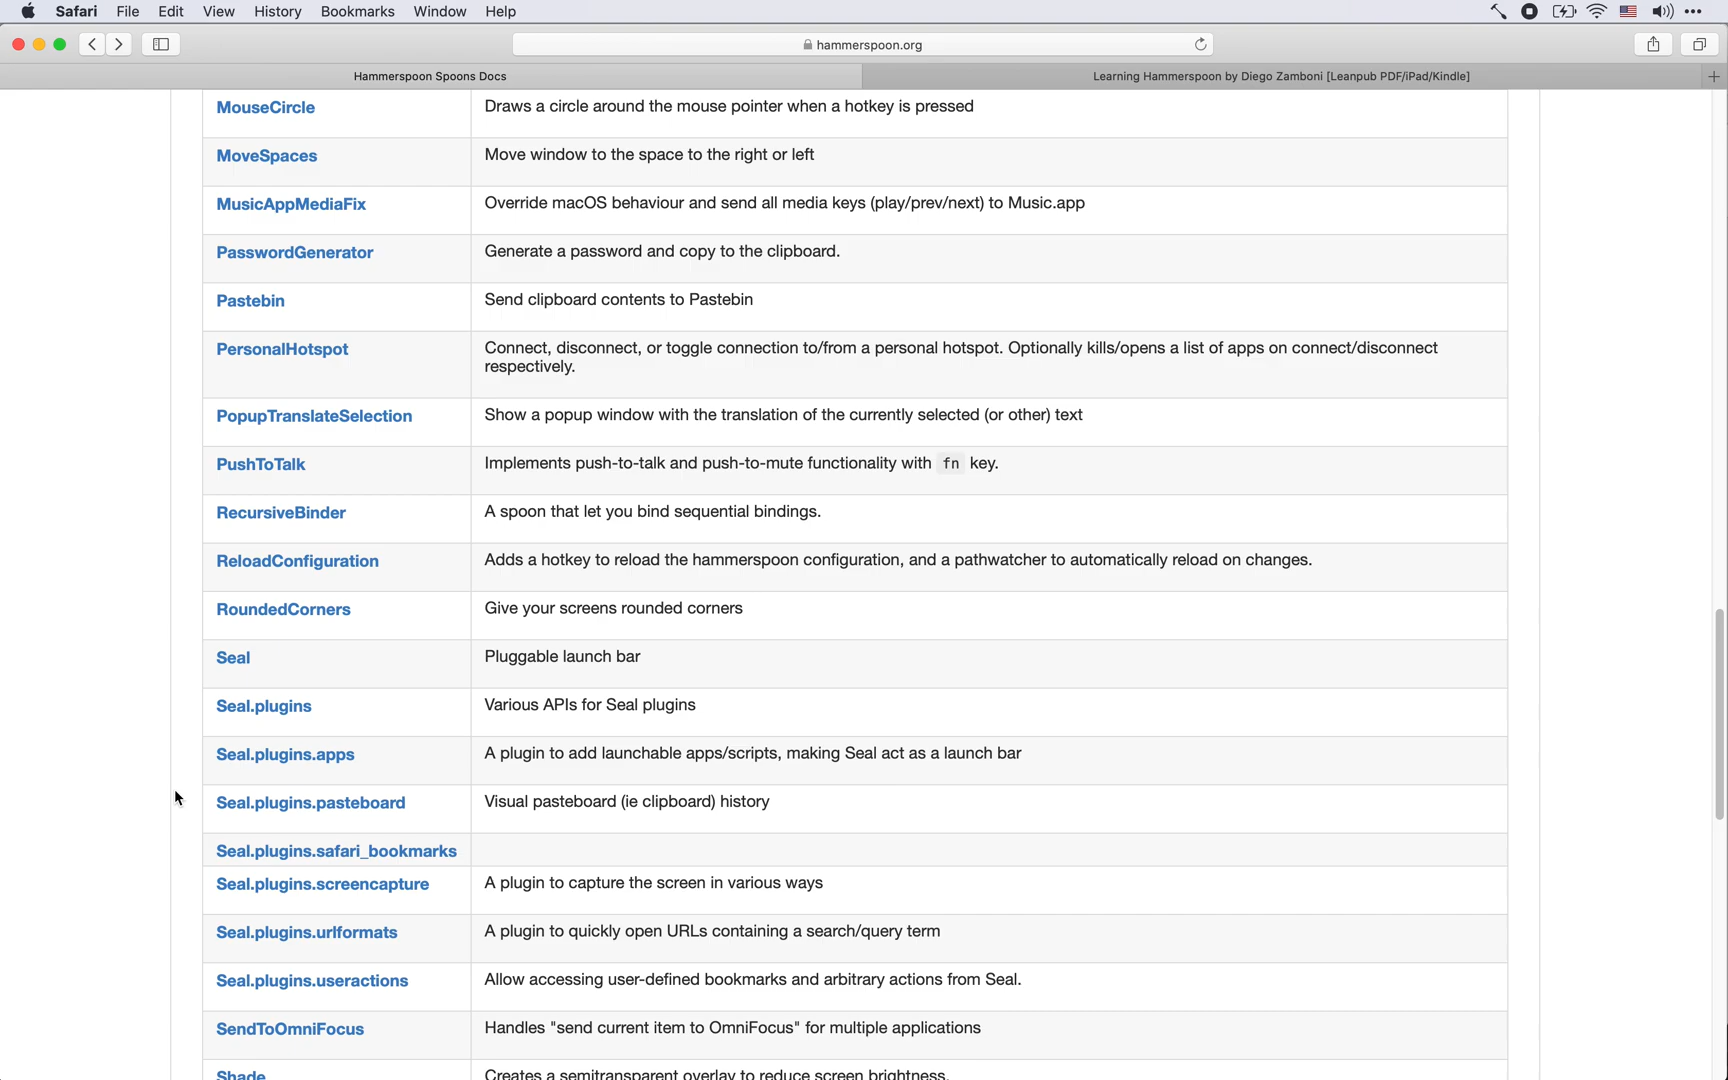 Safari File Edit View History Bookmarks Window Help
hammerspoon.org
Hammerspoon Spoons Docs
Learning Hammerspoon by Diego Zamboni [Leanpub PDF/iPad/Kindle]
MouseCircle Draws a circle around the mouse pointer when a hotkey is pressed
MoveSpaces Move window to the space to the right or left
MusicAppMediaFix Override macOS behaviour and send all media keys (play/prev/next) to Music.app
PasswordGenerator Generate a password and copy to the clipboard.
Pastebin Send clipboard contents to Pastebin
PersonalHotspot Connect, disconnect, or toggle connection to/from a personal hotspot. Optionally kills/opens a list of apps on connect/disconnect
respectively.
PopupTranslateSelection Show a popup window with the translation of the currently selected (or other) text
PushToTalk Implements push-to-talk and push-to-mute functionality with fn key.
RecursiveBinder A spoon that let you bind sequential bindings.
ReloadConfiguration Adds a hotkey to reload the hammerspoon configuration, and a pathwatcher to automatically reload on changes.
RoundedCorners Give your screens rounded corners
Seal Pluggable launch bar
Seal.plugins Various APIs for Seal plugins
Seal.plugins.apps A plugin to add launchable apps/scripts, making Seal act as a launch bar
Seal.plugins.pasteboard Visual pasteboard (ie clipboard) history
Seal.plugins.safari_bookmarks
Seal.plugins.screencapture A plugin to capture the screen in various ways
Seal.plugins.urlformats A plugin to quickly open URLs containing a search/query term
Seal.plugins.useractions Allow accessing user-defined bookmarks and arbitrary actions from Seal.
SendToOmniFocus Handles "send current item to OmniFocus" for multiple applications
Shade Creates a semitransparent overlay to reduce screen brightness.